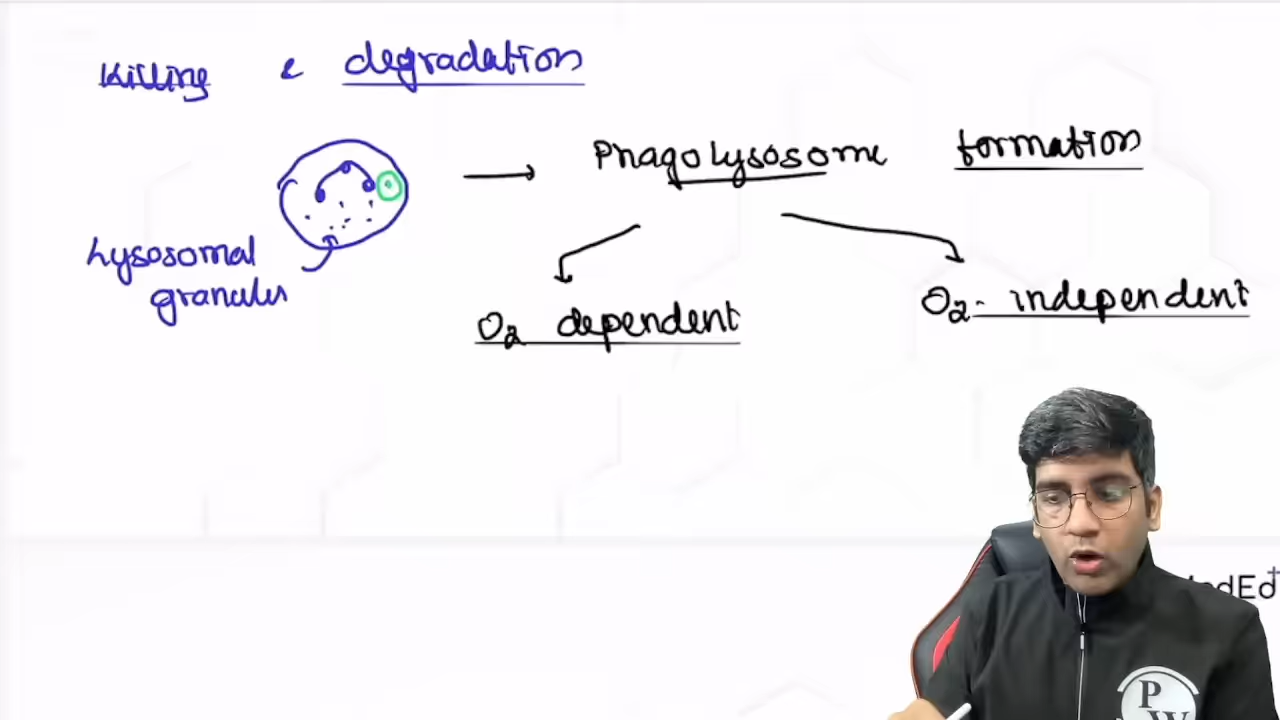 Killing & degradation
Phagolysosome formation
Lysosomal
granules
O2 dependent
O2- independent
P
W